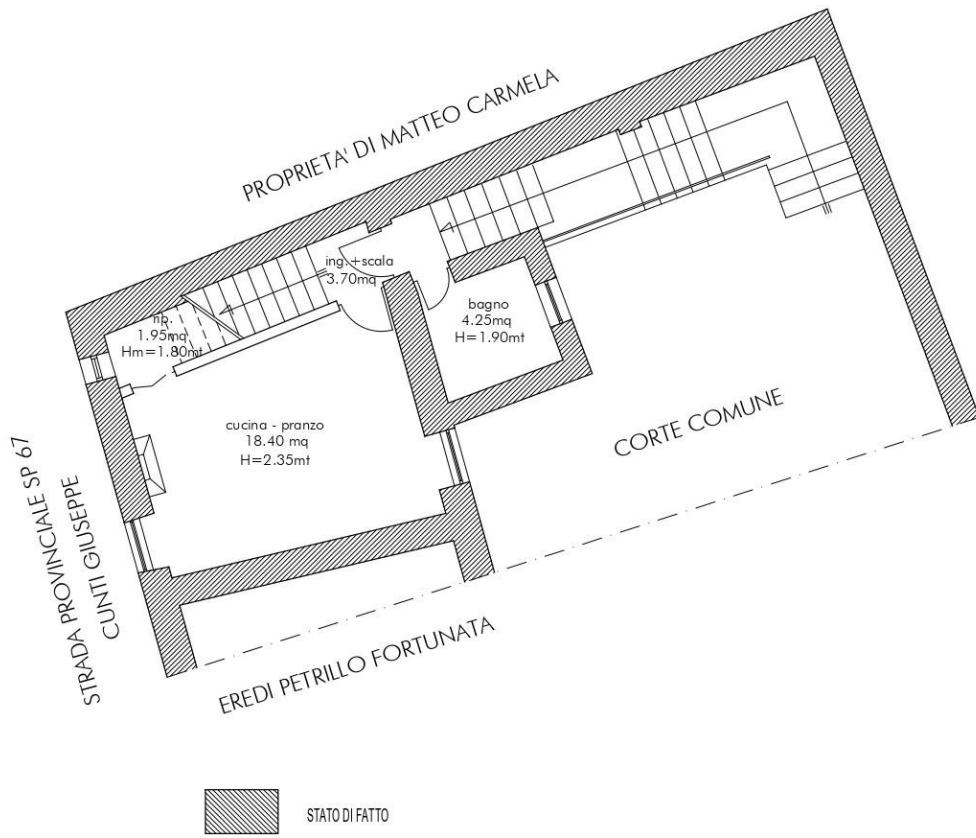 PROPRIETA' DI MATTEO CARMELA
ing.+scala
3.70mq
rip.
1.95mq
Hm=1.80mt
bagno
4.25mq
H=1.90mt
cucina - pranzo
18.40 mq
H=2.35mt
CORTE COMUNE
STRADA PROVINCIALE SP 67
CUNTI GIUSEPPE
EREDI PETRILLO FORTUNATA
STATO DI FATTO